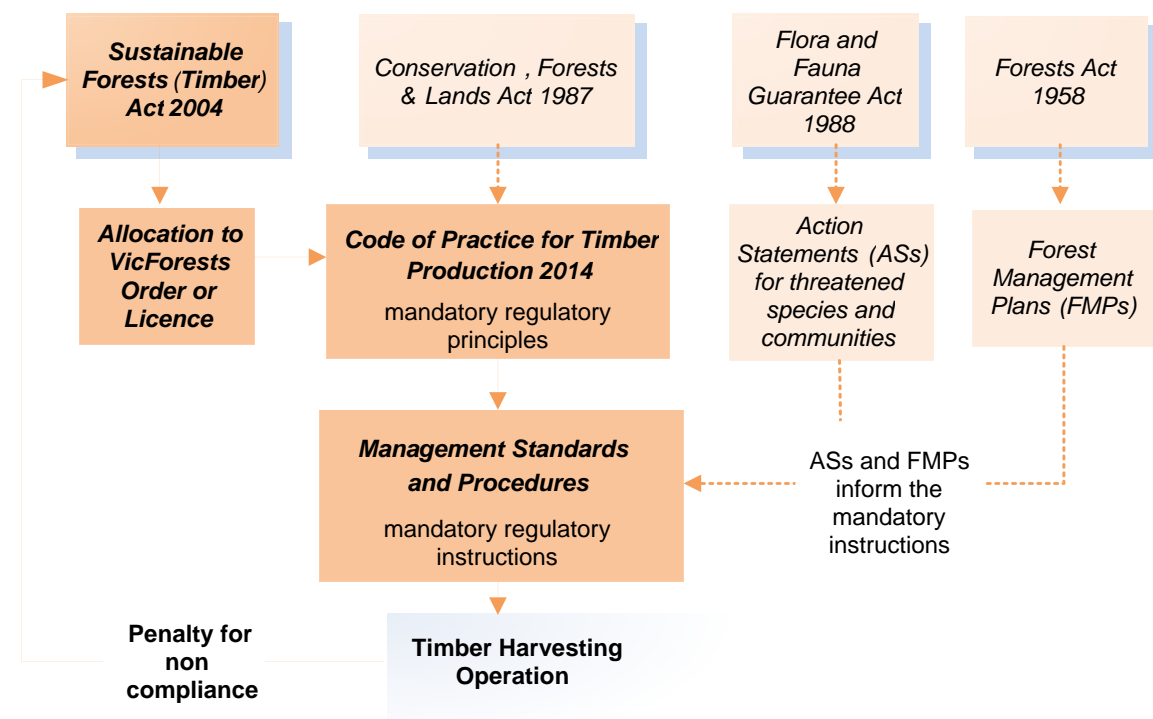 Sustainable
Forests (Timber)
Act 2004
Conservation , Forests
& Lands Act 1987
Flora and
Fauna
Guarantee Act
1988
Forests Act
1958
Allocation to
VicForests
Order or
Licence
Code of Practice for Timber
Production 2014
mandatory regulatory
principles
Action
Statements (ASs)
for threatened
species and
communities
Forest
Management
Plans (FMPs)
Management Standards
and Procedures
mandatory regulatory
instructions
ASs and FMPs
inform the
mandatory
instructions
Penalty for
non
compliance
Timber Harvesting
Operation